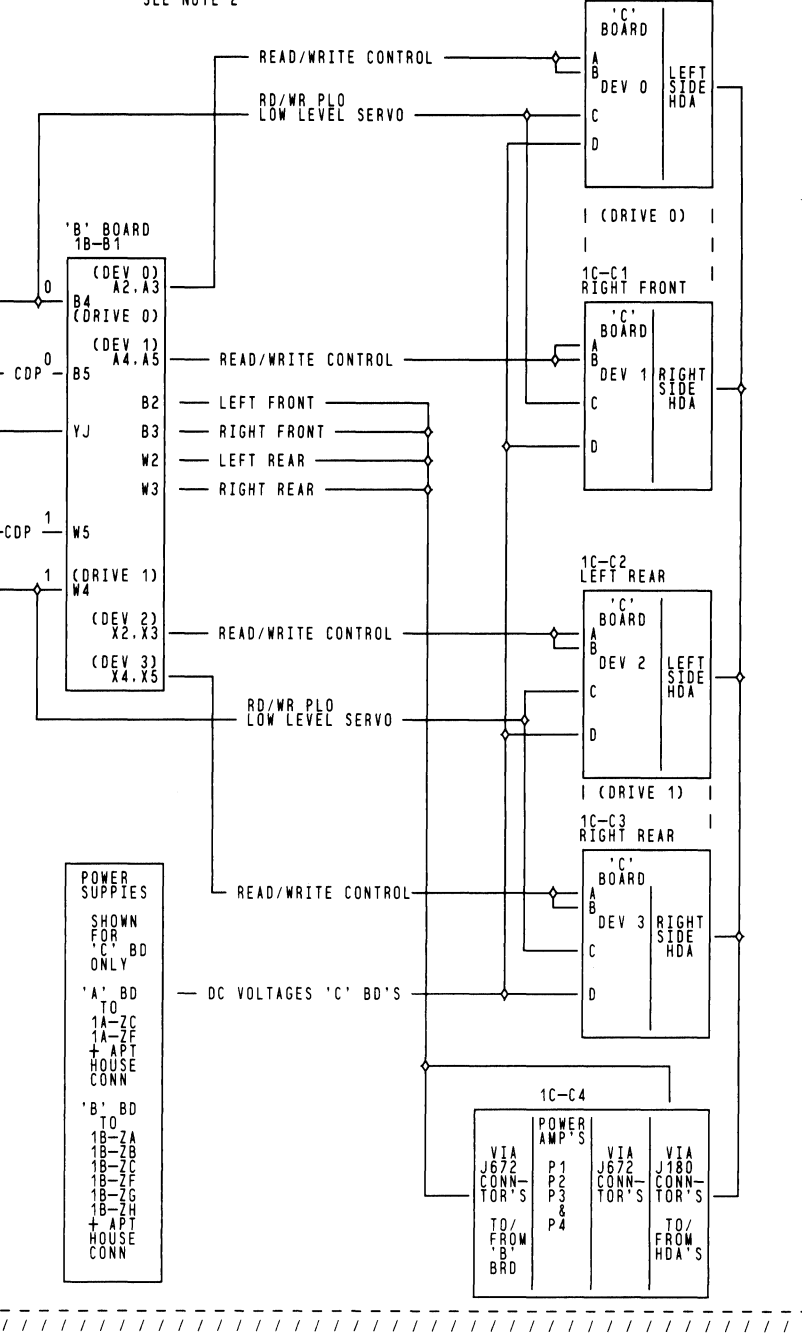 SEE NOTE 2
'C'
BOARD
A
B
DEV 0
C
D
LEFT
SIDE
HDA
READ/WRITE CONTROL
RD/WR PLO
LOW LEVEL SERVO
(DRIVE 0)
'B' BOARD
1B-B1
(DEV 0)
A2.A3
0
B4
(DRIVE 0)
(DEV 1)
A4.A5
0
CDP
B5
B2
YJ
B3
W2
W3
1
CDP
W5
1
(DRIVE 1)
W4
(DEV 2)
X2.X3
(DEV 3)
X4.X5
1C-C1
RIGHT FRONT
'C'
BOARD
A
B
DEV 1
C
D
RIGHT
SIDE
HDA
READ/WRITE CONTROL
LEFT FRONT
RIGHT FRONT
LEFT REAR
RIGHT REAR
1C-C2
LEFT REAR
'C'
BOARD
A
B
DEV 2
C
D
LEFT
SIDE
HDA
READ/WRITE CONTROL
RD/WR PLO
LOW LEVEL SERVO
(DRIVE 1)
1C-C3
RIGHT REAR
'C'
BOARD
A
B
DEV 3
C
D
RIGHT
SIDE
HDA
READ/WRITE CONTROL
DC VOLTAGES 'C' BD'S
POWER
SUPPIES
SHOWN
FOR
'C' BD
ONLY
'A' BD
TO
1A-ZC
1A-ZF
+ APT
HOUSE
CONN
'B' BD
TO
1B-ZA
1B-ZB
1B-ZC
1B-ZF
1B-ZG
1B-ZH
+ APT
HOUSE
CONN
1C-C4
VIA
J672
CONN-
TOR'S
TO/
FROM
'B'
BRD
POWER
AMP'S
P1
P2
P3
&
P4
VIA
J672
CONN-
TOR'S
VIA
J180
CONN-
TOR'S
TO/
FROM
HDA'S